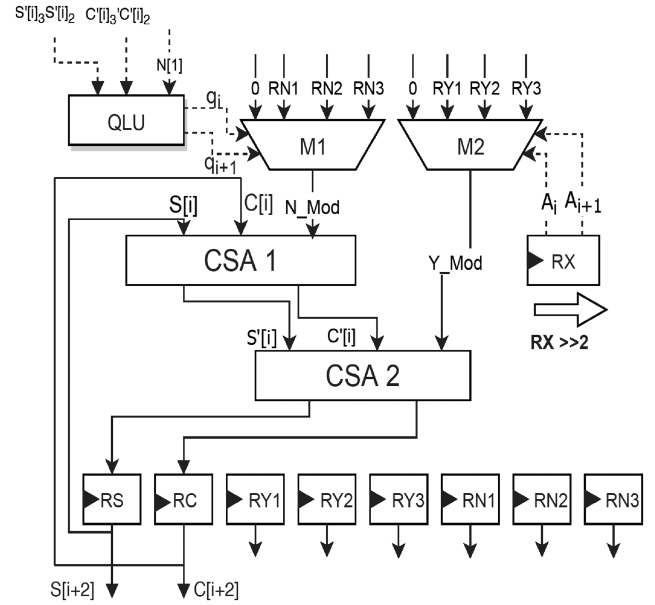 S'[i]₃S'[i]₂ C'[i]₃'C'[i]₂
N[1]
0 RN1 RN2 RN3 0 RY1 RY2 RY3
QLU
qᵢ
M1 M2
qᵢ₊₁
S[i] C[i] N_Mod
Aᵢ Aᵢ₊₁
CSA 1
Y_Mod
RX
S'[i] C'[i]
RX >>2
CSA 2
RS RC RY1 RY2 RY3 RN1 RN2 RN3
S[i+2] C[i+2]